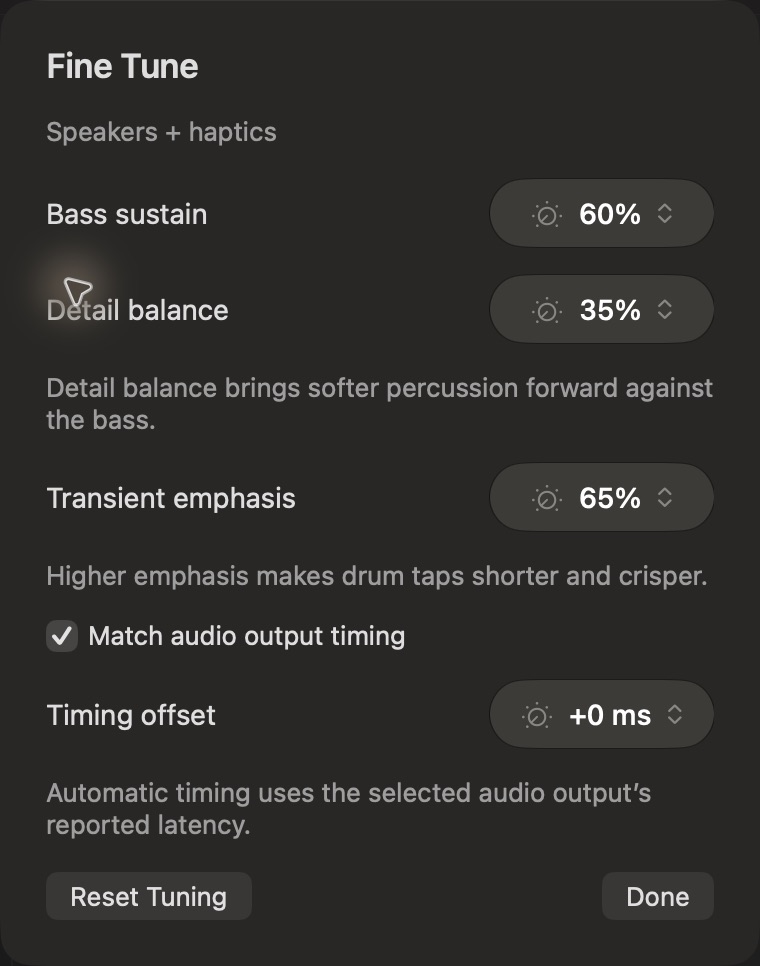 Fine Tune
Speakers + haptics
Bass sustain
60%
Detail balance
35%
Detail balance brings softer percussion forward against
the bass.
Transient emphasis
65%
Higher emphasis makes drum taps shorter and crisper.
Match audio output timing
Timing offset
+0 ms
Automatic timing uses the selected audio output’s
reported latency.
Reset Tuning
Done